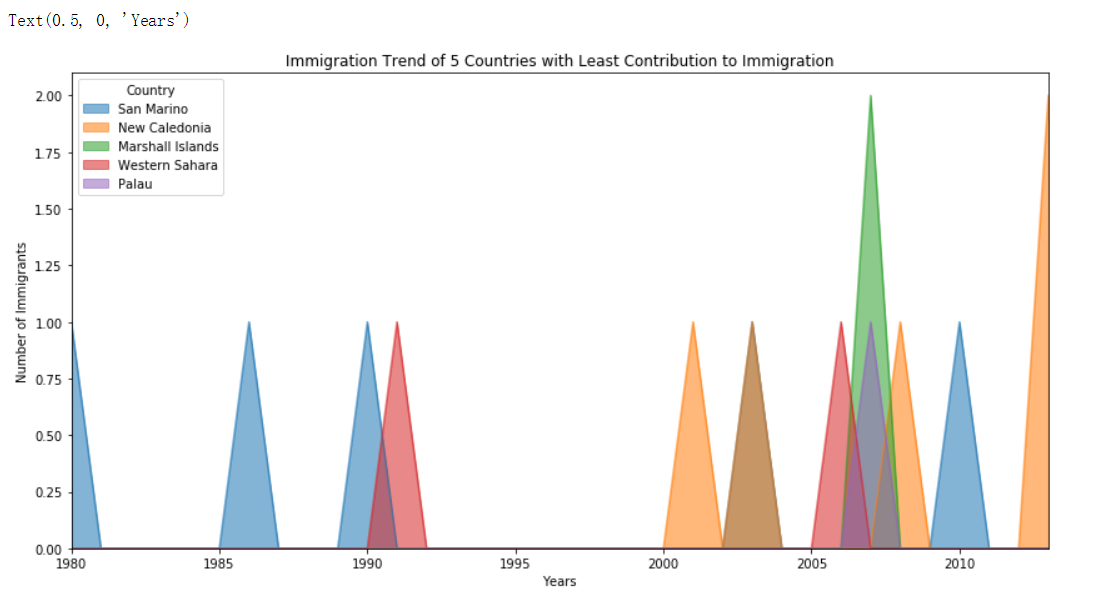 Text(0.5, 0, 'Years')
Immigration Trend of 5 Countries with Least Contribution to Immigration
Country
San Marino
New Caledonia
Marshall Islands
Western Sahara
Palau
Number of Immigrants
2.00
1.75
1.50
1.25
1.00
0.75
0.50
0.25
0.00
1980 1985 1990 1995 2000 2005 2010
Years